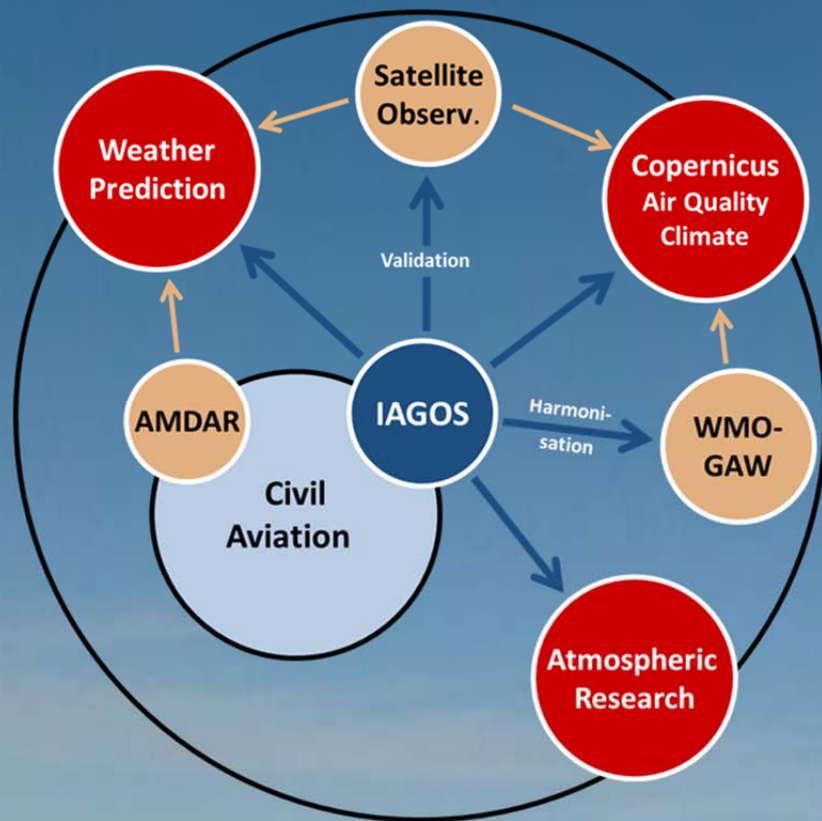 Satellite
Observ.
Weather
Prediction
Copernicus
Air Quality
Climate
Validation
AMDAR
IAGOS
Harmoni-
sation
WMO-
GAW
Civil
Aviation
Atmospheric
Research